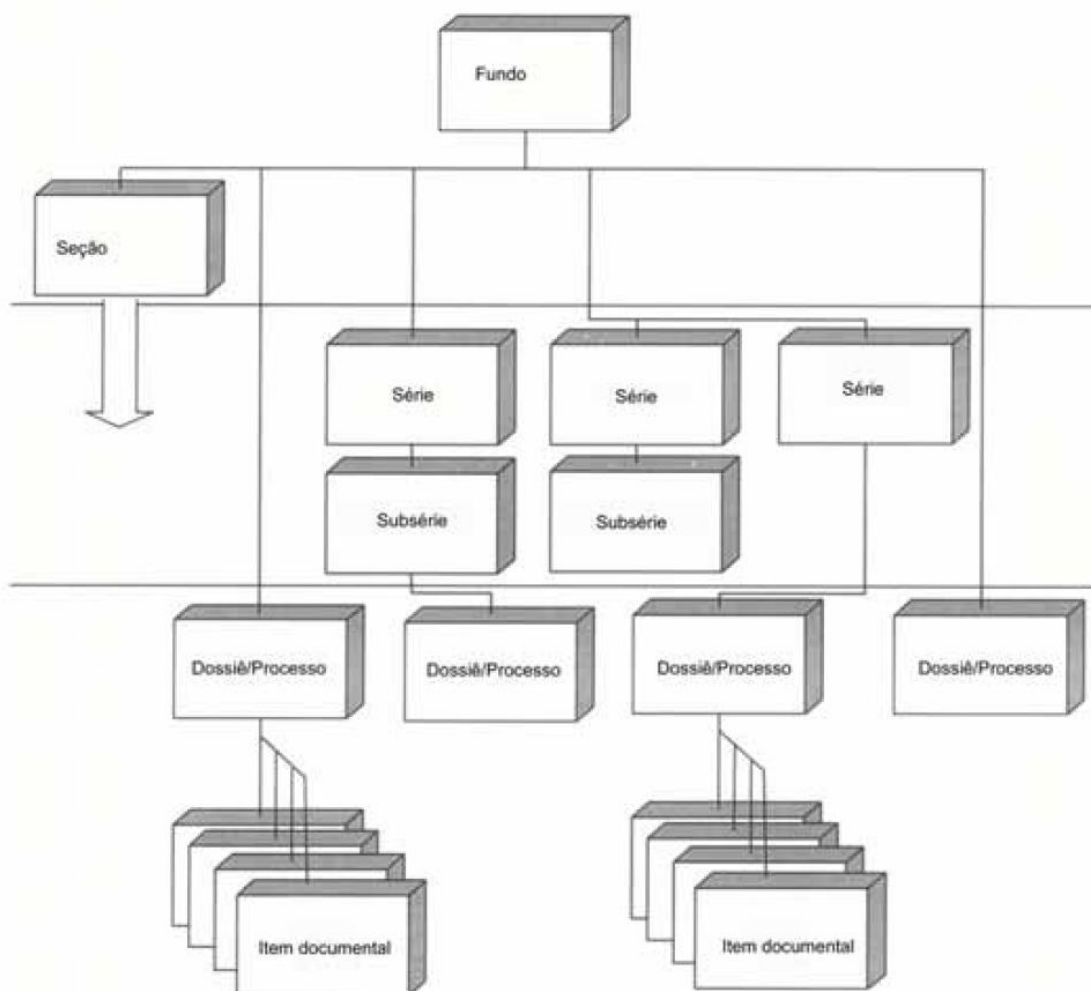 Fundo
Seção
Série
Série
Série
Subsérie
Subsérie
Dossiê/Processo
Dossiê/Processo
Dossiê/Processo
Dossiê/Processo
Item documental
Item documental